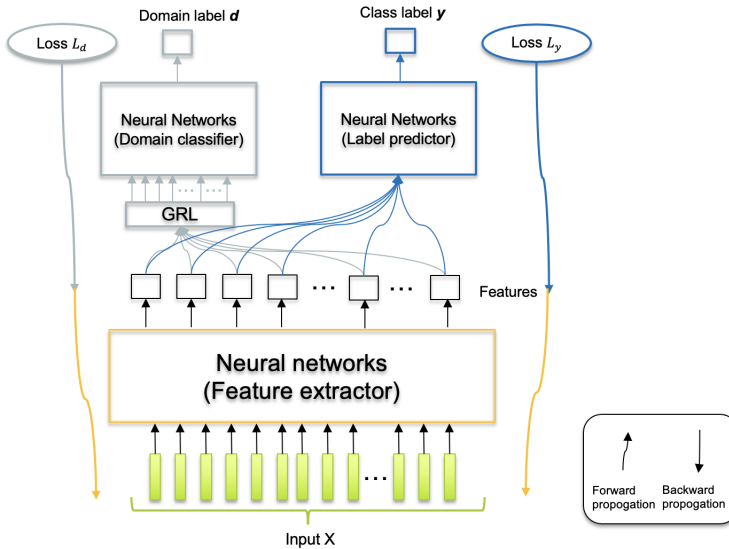 Domain label d
Class label y
Loss L_d
Loss L_y
Neural Networks
(Domain classifier)
Neural Networks
(Label predictor)
...
...
GRL
...
...
Features
Neural networks
(Feature extractor)
...
Input X
Forward
propogation
Backward
propogation